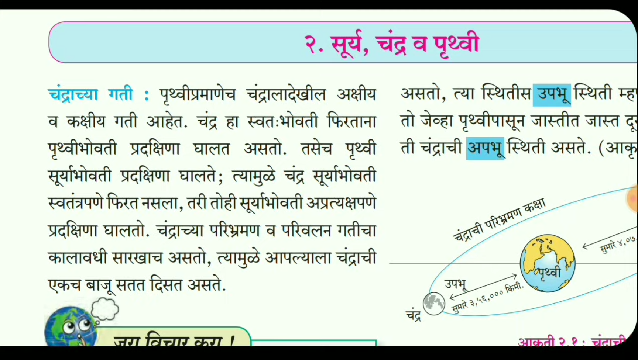 २. सूर्य, चंद्र व पृथ्वी
चंद्राच्या गती : पृथ्वीप्रमाणेच चंद्रालादेखील अक्षीय
व कक्षीय गती आहेत. चंद्र हा स्वतःभोवती फिरताना
पृथ्वीभोवती प्रदक्षिणा घालत असतो. तसेच पृथ्वी
सूर्याभोवती प्रदक्षिणा घालते; त्यामुळे चंद्र सूर्याभोवती
स्वतंत्रपणे फिरत नसला, तरी तोही सूर्याभोवती अप्रत्यक्षपणे
प्रदक्षिणा घालतो. चंद्राच्या परिभ्रमण व परिवलन गतीचा
कालावधी सारखाच असतो, त्यामुळे आपल्याला चंद्राची
एकच बाजू सतत दिसत असते.
जरा विचार करा !
असतो, त्या स्थितीस उपभू स्थिती
तो जेव्हा पृथ्वीपासून जास्तीत जास्त
ती चंद्राची अपभू स्थिती असते.
चंद्राची परिभ्रमण कक्षा
पृथ्वी
उपभू
सुमारे ३,५६,००० किमी.
चंद्र
सुमारे
आकृती २.१ : चंद्राची